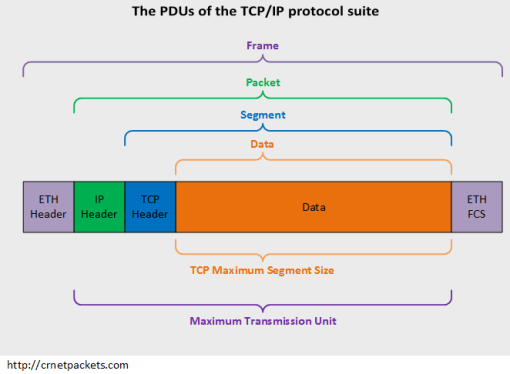 The PDUs of the TCP/IP protocol suite
Frame
Packet
Segment
Data
ETH
Header
IP
Header
TCP
Header
Data
ETH
FCS
TCP Maximum Segment Size
Maximum Transmission Unit
http://crnetpackets.com